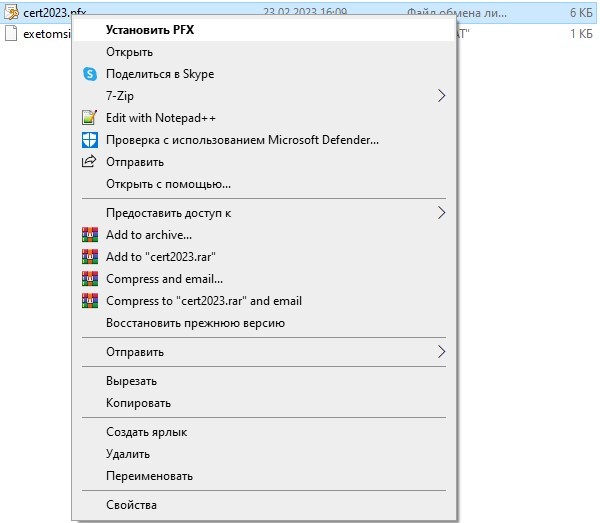 cert2023.pfx 23.02.2023 16:09 Файл обмена ли... 6 КБ
exetomsi 1 КБ
Установить PFX
Открыть
Поделиться в Skype
7-Zip
Edit with Notepad++
Проверка с использованием Microsoft Defender...
Отправить
Открыть с помощью...
Предоставить доступ к
Add to archive...
Add to "cert2023.rar"
Compress and email...
Compress to "cert2023.rar" and email
Восстановить прежнюю версию
Отправить
Вырезать
Копировать
Создать ярлык
Удалить
Переименовать
Свойства